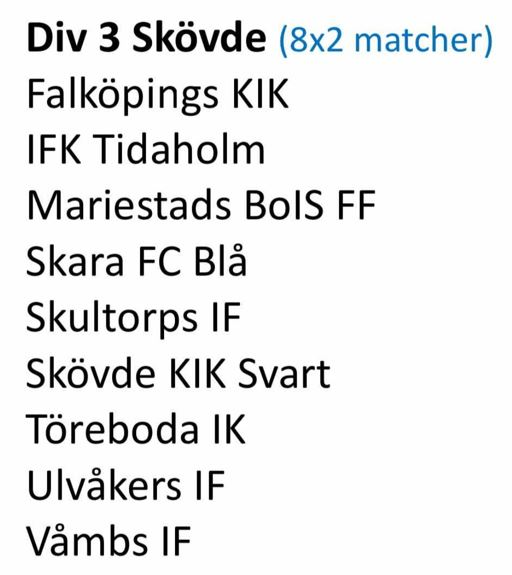 Div 3 Skövde (8x2 matcher)
Falköpings KIK
IFK Tidaholm
Mariestads BoIS FF
Skara FC Blå
Skultorps IF
Skövde KIK Svart
Töreboda IK
Ulvåkers IF
Våmbs IF